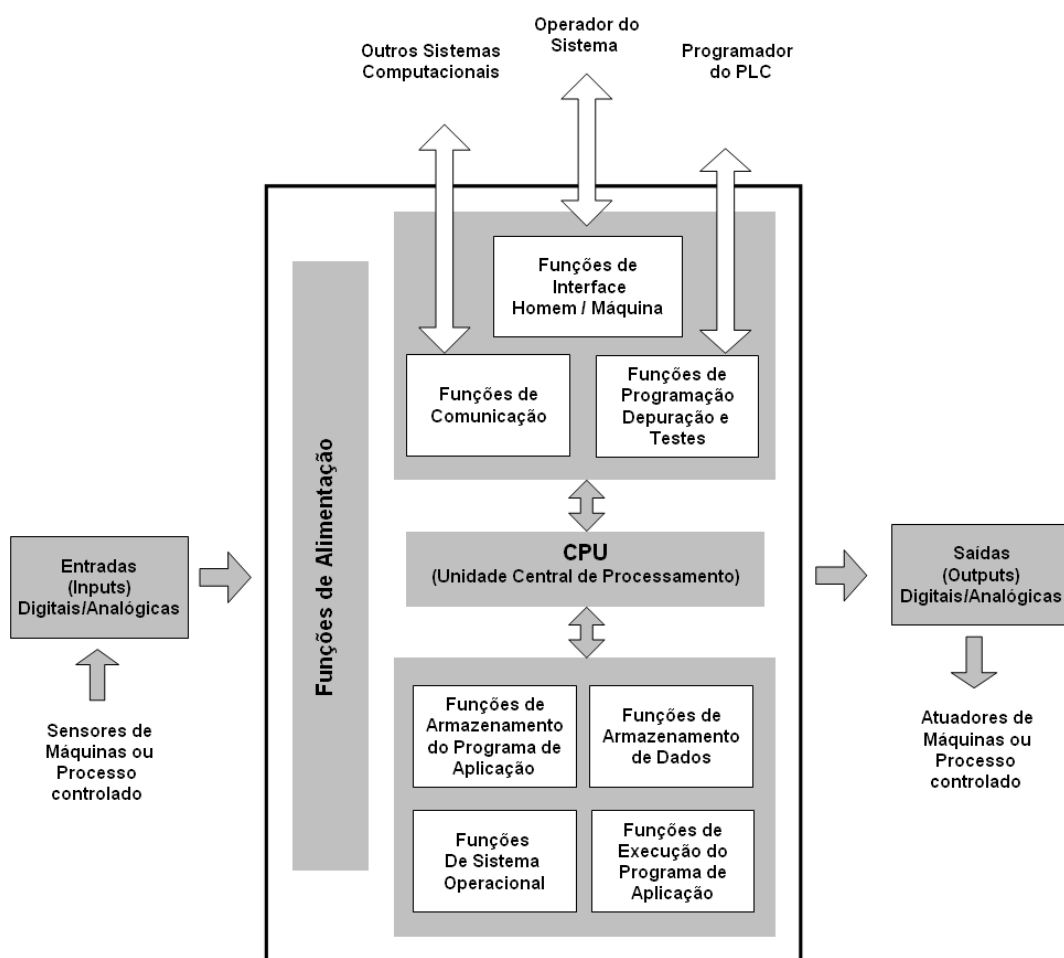 Outros Sistemas
Computacionais
Operador do
Sistema
Programador
do PLC
Funções de
Interface
Homem / Máquina
Funções de
Comunicação
Funções de
Programação
Depuração e
Testes
Funções de Alimentação
CPU
(Unidade Central de Processamento)
Entradas
(Inputs)
Digitais/Analógicas
Sensores de
Máquinas ou
Processo
controlado
Saídas
(Outputs)
Digitais/Analógicas
Atuadores de
Máquinas ou
Processo
controlado
Funções de
Armazenamento
do Programa de
Aplicação
Funções de
Armazenamento
de Dados
Funções
De Sistema
Operacional
Funções de
Execução do
Programa de
Aplicação